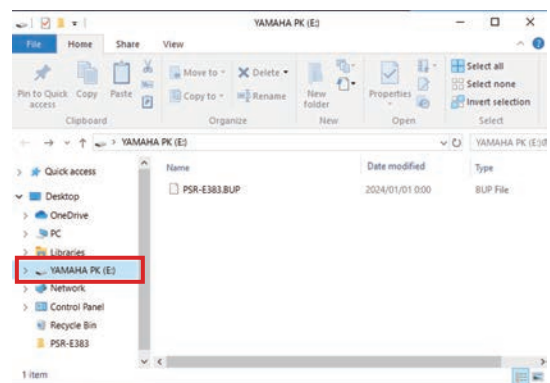 YAMAHA PK (E:)
File Home Share View
Pin to Quick access
Copy
Paste
Move to
Copy to
Delete
Rename
New folder
Properties
Select all
Select none
Invert selection
Clipboard Organize New Open Select
YAMAHA PK (E:)
YAMAHA PK (E:)
Quick access
Desktop
OneDrive
PC
Libraries
YAMAHA PK (E:)
Network
Control Panel
Recycle Bin
PSR-E383
Name Date modified Type
PSR-E383.BUP 2024/01/01 0:00 BUP File
1 item